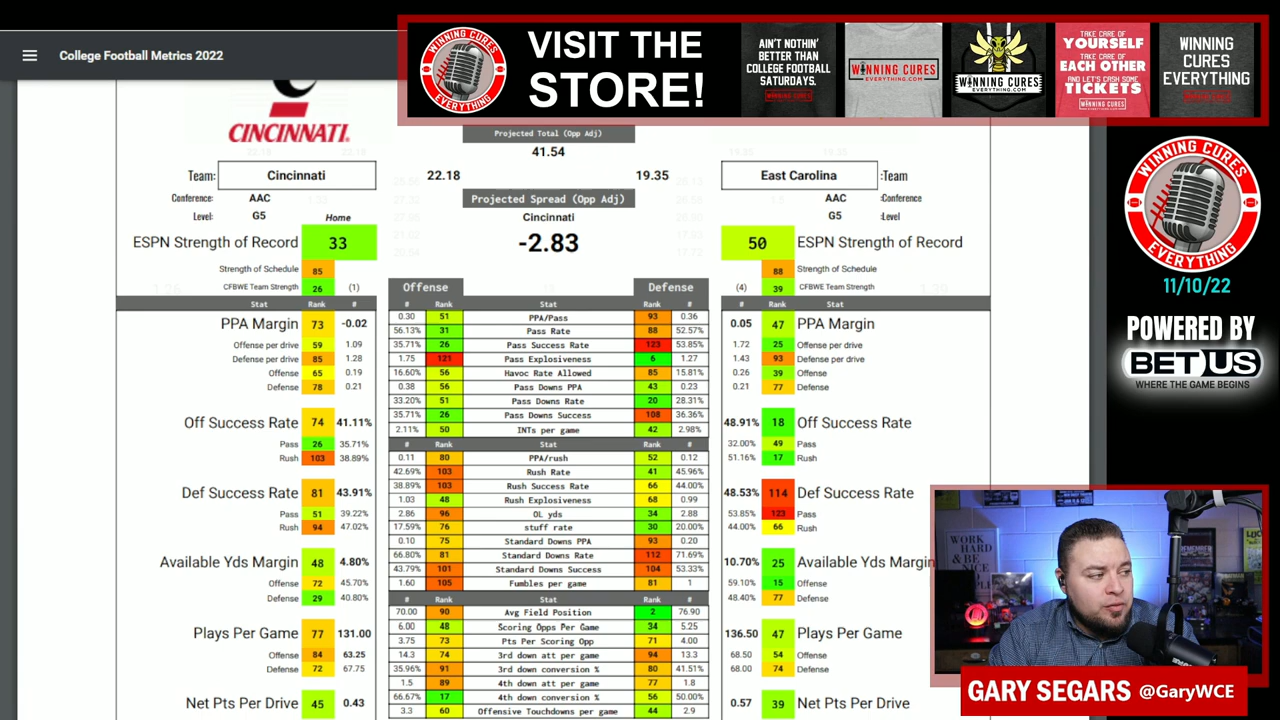 College Football Metrics 2022
WINNING CURES
EVERYTHING
VISIT THE
STORE!
AIN'T NOTHIN'
BETTER THAN
COLLEGE FOOTBALL
SATURDAYS.
WINNING CURES
EVERYTHING.COM
WINNING CURES
EVERYTHING.COM
TAKE CARE OF
YOURSELF
TAKE CARE OF
EACH OTHER
AND LET'S CASH SOME
TICKETS
WINNING CURES
WINNING
CURES
EVERYTHING
CINCINNATI
Projected Total (Opp Adj)
41.54
Team: Cincinnati 22.18 19.35 East Carolina :Team
Conference: AAC Projected Spread (Opp Adj) AAC :Conference
Level: G5 Home Cincinnati G5 :Level
ESPN Strength of Record 33 -2.83 50 ESPN Strength of Record
Strength of Schedule 85 88 Strength of Schedule
CFBWE Team Strength 26 (1) Offense Defense (4) 39 CFBWE Team Strength
Stat Rank # # Rank Stat Rank # # Rank Stat
PPA Margin 73 -0.02 0.05 47 PPA Margin
Offense per drive 59 1.09 1.72 25 Offense per drive
Defense per drive 85 1.28 1.43 93 Defense per drive
Offense 65 0.19 0.26 39 Offense
Defense 78 0.21 0.21 77 Defense
Off Success Rate 74 41.11% 48.91% 18 Off Success Rate
Pass 26 35.71% 32.00% 49 Pass
Rush 103 38.89% 51.16% 17 Rush
Def Success Rate 81 43.91% 48.53% 114 Def Success Rate
Pass 51 39.22% 53.85% 123 Pass
Rush 94 47.02% 44.00% 66 Rush
Available Yds Margin 48 4.80% 10.70% 25 Available Yds Margin
Offense 72 45.70% 59.10% 15 Offense
Defense 29 40.80% 48.40% 77 Defense
Plays Per Game 77 131.00 136.50 47 Plays Per Game
Offense 84 63.25 68.50 54 Offense
Defense 72 67.75 68.00 74 Defense
Net Pts Per Drive 45 0.43 0.57 39 Net Pts Per Drive
0.30 51 PPA/Pass 93 0.36
56.13% 31 Pass Rate 88 52.57%
35.71% 26 Pass Success Rate 123 53.85%
1.75 121 Pass Explosiveness 6 1.27
16.60% 56 Havoc Rate Allowed 85 15.81%
0.38 56 Pass Downs PPA 43 0.23
33.20% 51 Pass Downs Rate 20 28.31%
35.71% 26 Pass Downs Success 108 36.36%
2.11% 50 INTs per game 42 2.98%
# Rank Stat Rank #
0.11 80 PPA/rush 52 0.12
42.69% 103 Rush Rate 41 45.96%
38.89% 103 Rush Success Rate 66 44.00%
1.03 48 Rush Explosiveness 68 0.99
2.86 96 OL yds 34 2.88
17.59% 76 stuff rate 30 20.00%
0.10 75 Standard Downs PPA 93 0.20
66.80% 81 Standard Downs Rate 112 71.69%
43.79% 101 Standard Downs Success 104 53.33%
1.60 105 Fumbles per game 81 1
# Rank Stat Rank #
70.00 90 Avg Field Position 2 76.90
6.00 48 Scoring Opps Per Game 34 5.25
3.75 73 Pts Per Scoring Opp 71 4.00
14.3 74 3rd down att per game 94 13.3
35.96% 91 3rd down conversion % 80 41.51%
1.5 89 4th down att per game 77 1.8
66.67% 17 4th down conversion % 56 50.00%
3.3 60 Offensive Touchdowns per game 44 2.9
WINNING CURES
EVERYTHING
11/10/22
POWERED BY
BETUS
WHERE THE GAME BEGINS
WORK
HARD
& BE
GARY SEGARS @GaryWCE